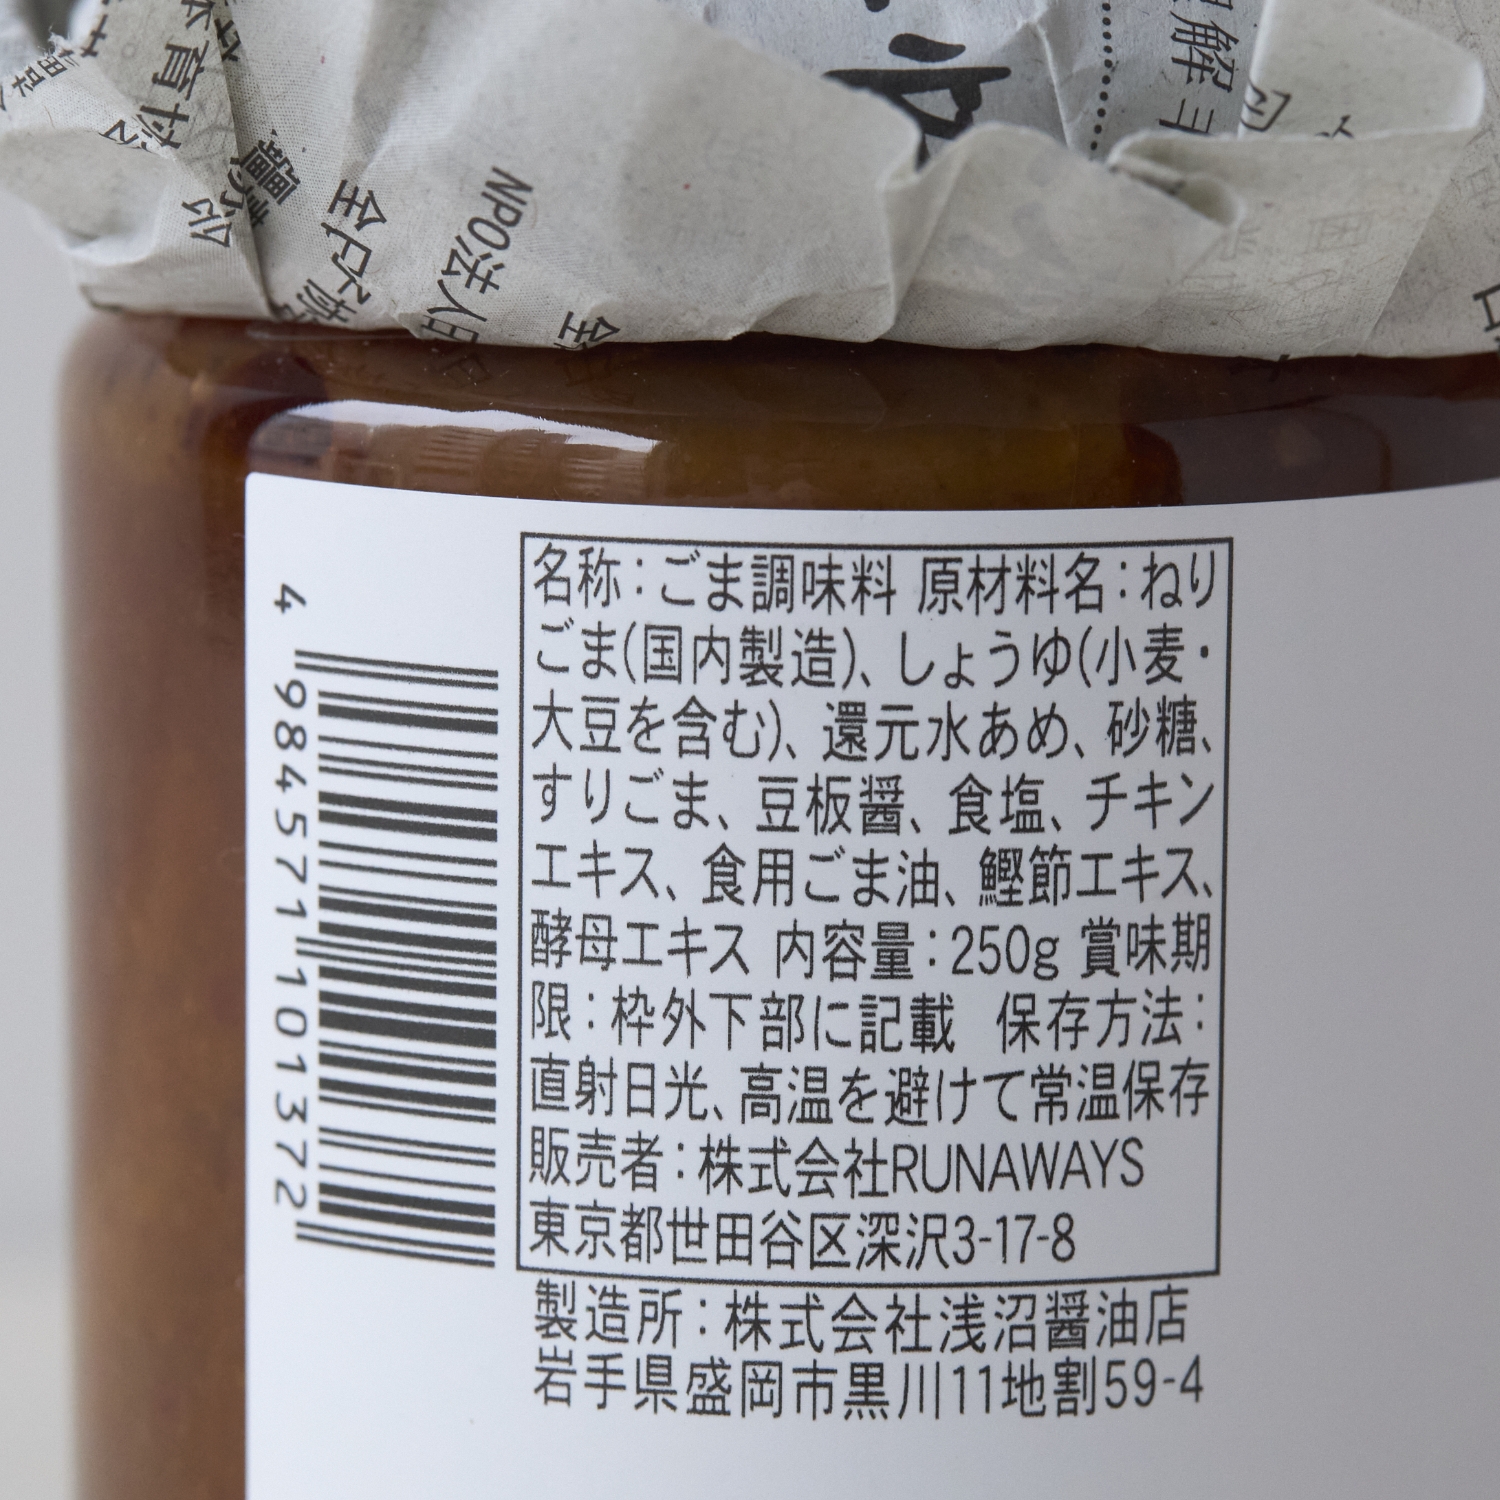 解ヨ
NPO法人日
全
名称：ごま調味料 原材料名：ねり
ごま(国内製造)、しょうゆ(小麦・
大豆を含む)、還元水あめ、砂糖、
すりごま、豆板醤、食塩、チキン
エキス、食用ごま油、鰹節エキス、
酵母エキス 内容量：250g 賞味期
限：枠外下部に記載 保存方法：
直射日光、高温を避けて常温保存
販売者：株式会社RUNAWAYS
東京都世田谷区深沢3-17-8
製造所：株式会社浅沼醤油店
岩手県盛岡市黒川11地割59-4
4 984571 101372